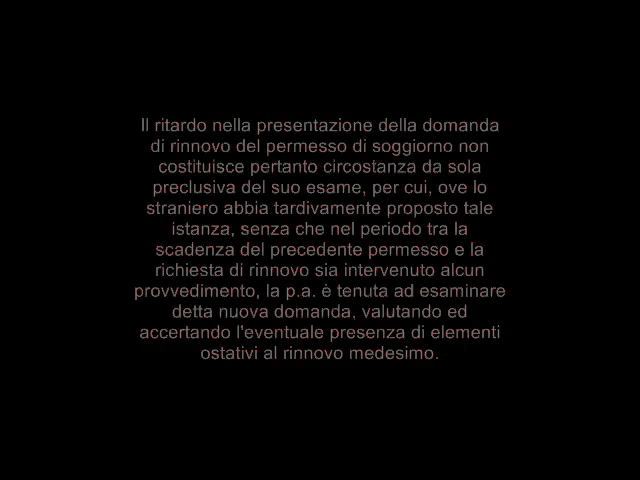 Il ritardo nella presentazione della domanda
di rinnovo del permesso di soggiorno non
costituisce pertanto circostanza da sola
preclusiva del suo esame, per cui, ove lo
straniero abbia tardivamente proposto tale
istanza, senza che nel periodo tra la
scadenza del precedente permesso e la
richiesta di rinnovo sia intervenuto alcun
provvedimento, la p.a. è tenuta ad esaminare
detta nuova domanda, valutando ed
accertando l'eventuale presenza di elementi
ostativi al rinnovo medesimo.